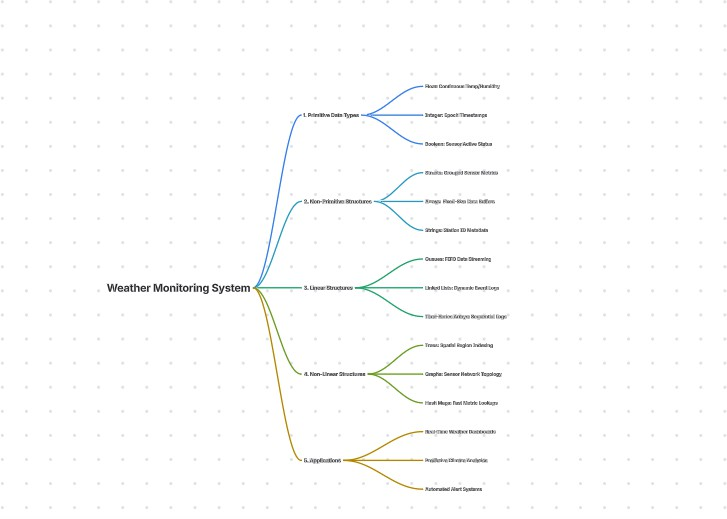 Float: Continuous Temp/Humidity
1. Primitive Data Types
Integer: Epoch Timestamps
Boolean: Sensor Active Status
Structs: Grouped Sensor Metrics
2. Non-Primitive Structures
Arrays: Fixed-Size Data Buffers
Strings: Station ID Metadata
Queues: FIFO Data Streaming
Weather Monitoring System
3. Linear Structures
Linked Lists: Dynamic Event Logs
Sequential Logs
Trees: Spatial Region Indexing
4. Non-Linear Structures
Graphs: Sensor Network Topology
Hash Maps: Fast Metric Lookups
Real-Time Weather Dashboards
5. Applications
Predictive Climate Analytics
Automated Alert Systems